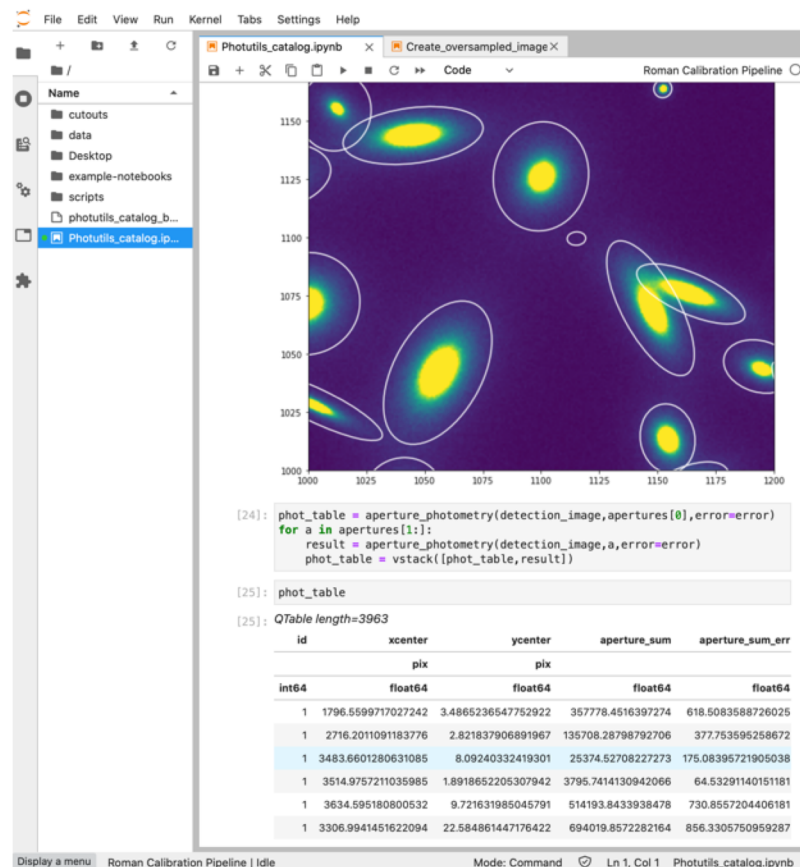 File Edit View Run Kernel Tabs Settings Help
Photutils_catalog.ipynb
Create_oversampled_image
Code
Roman Calibration Pipeline
/
Name
cutouts
data
Desktop
example-notebooks
scripts
photutils_catalog_b...
Photutils_catalog.ip...
1150
1125
1100
1075
1050
1025
1000
1000 1025 1050 1075 1100 1125 1150 1175 1200
[24]: phot_table = aperture_photometry(detection_image,apertures[0],error=error)
for a in apertures[1:]:
result = aperture_photometry(detection_image,a,error=error)
phot_table = vstack([phot_table,result])
[25]: phot_table
[25]: QTable length=3963
id xcenter ycenter aperture_sum aperture_sum_err
pix pix
int64 float64 float64 float64 float64
1 1796.5599717027242 3.4865236547752922 357778.4516397274 618.5083588726025
1 2716.2011091183776 2.821837906891967 135708.28798792706 377.753595258672
1 3483.6601280631085 8.09240332419301 25374.52708227273 175.08395721905038
1 3514.9757211035985 1.8918652205307942 3795.7414130942066 64.53291140151181
1 3634.595180800532 9.721631985045791 514193.8433938478 730.8557204406181
1 3306.9941451622094 22.584861447176422 694019.8572282164 856.3305750959287
Display a menu Roman Calibration Pipeline | Idle Mode: Command Ln 1, Col 1 Photutils_catalog.ipynb